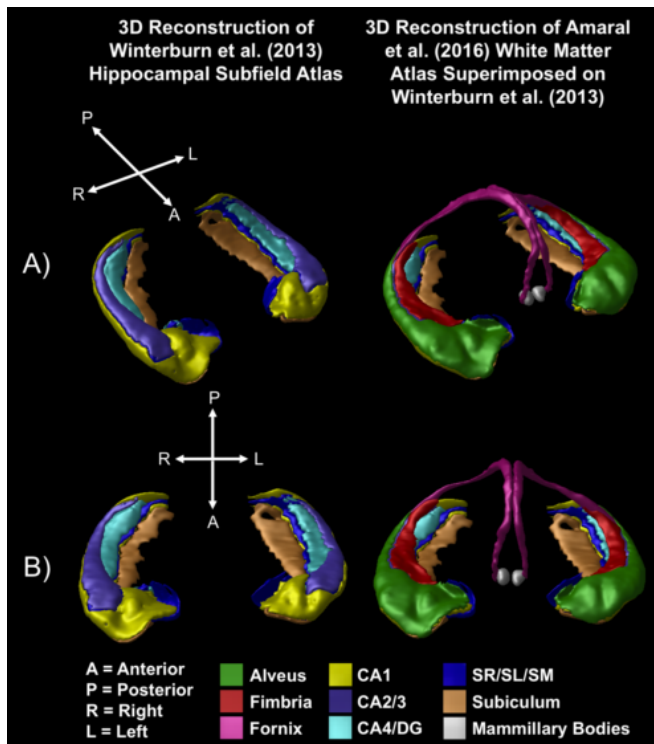 3D Reconstruction of
Winterburn et al. (2013)
Hippocampal Subfield Atlas
3D Reconstruction of Amaral
et al. (2016) White Matter
Atlas Superimposed on
Winterburn et al. (2013)
P
L
R
A
A)
P
R
L
A
B)
A = Anterior
P = Posterior
R = Right
L = Left
Alveus
Fimbria
Fornix
CA1
CA2/3
CA4/DG
SR/SL/SM
Subiculum
Mammillary Bodies